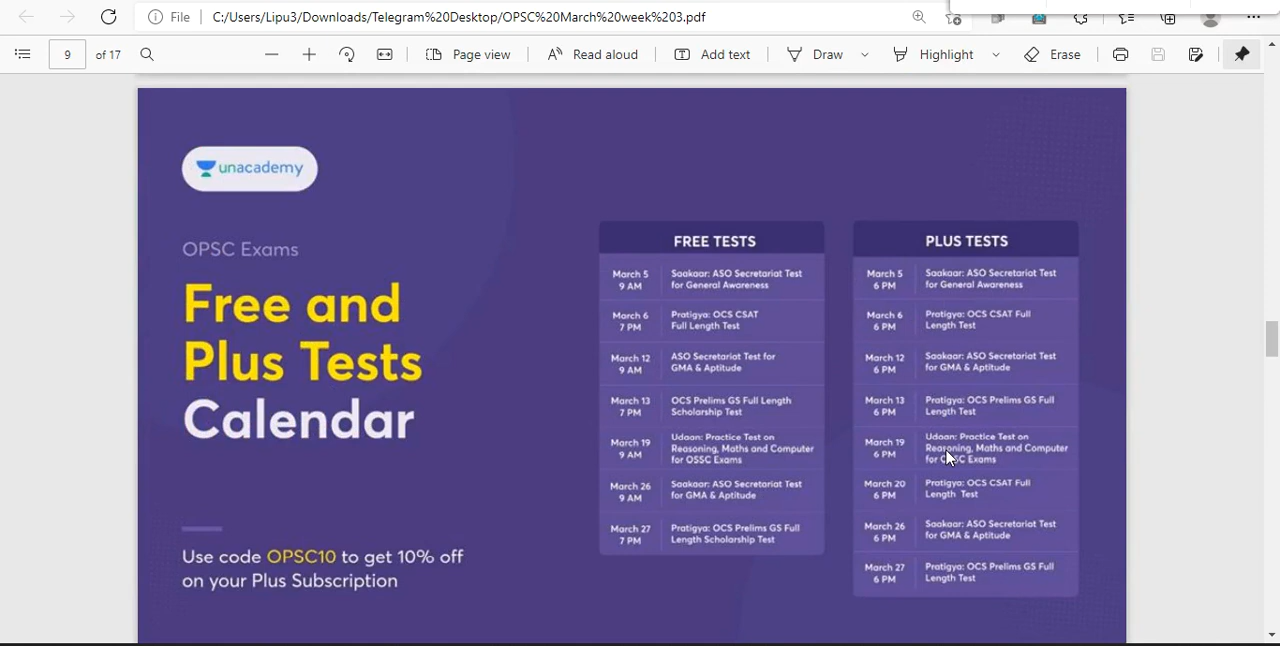 File
C:/Users/Lipu3/Downloads/Telegram%20Desktop/OPSC%20March%20week%203.pdf
9 of 17
Page view
Read aloud
Add text
Draw
Highlight
Erase
unacademy
OPSC Exams
Free and
Plus Tests
Calendar
Use code OPSC10 to get 10% off
on your Plus Subscription
FREE TESTS
March 5
9 AM
Saakaar: ASO Secretariat Test
for General Awareness
March 6
7 PM
Pratigya: OCS CSAT
Full Length Test
March 12
9 AM
ASO Secretariat Test for
GMA & Aptitude
March 13
7 PM
OCS Prelims GS Full Length
Scholarship Test
March 19
9 AM
Udaan: Practice Test on
Reasoning, Maths and Computer
for OSSC Exams
March 26
9 AM
Saakaar: ASO Secretariat Test
for GMA & Aptitude
March 27
7 PM
Pratigya: OCS Prelims GS Full
Length Scholarship Test
PLUS TESTS
March 5
6 PM
Saakaar: ASO Secretariat Test
for General Awareness
March 6
6 PM
Pratigya: OCS CSAT Full
Length Test
March 12
6 PM
Saakaar: ASO Secretariat Test
for GMA & Aptitude
March 13
6 PM
Pratigya: OCS Prelims GS Full
Length Test
March 19
6 PM
Udaan: Practice Test on
Reasoning, Maths and Computer
for OSSC Exams
March 20
6 PM
Pratigya: OCS CSAT Full
Length Test
March 26
6 PM
Saakaar: ASO Secretariat Test
for GMA & Aptitude
March 27
6 PM
Pratigya: OCS Prelims GS Full
Length Test